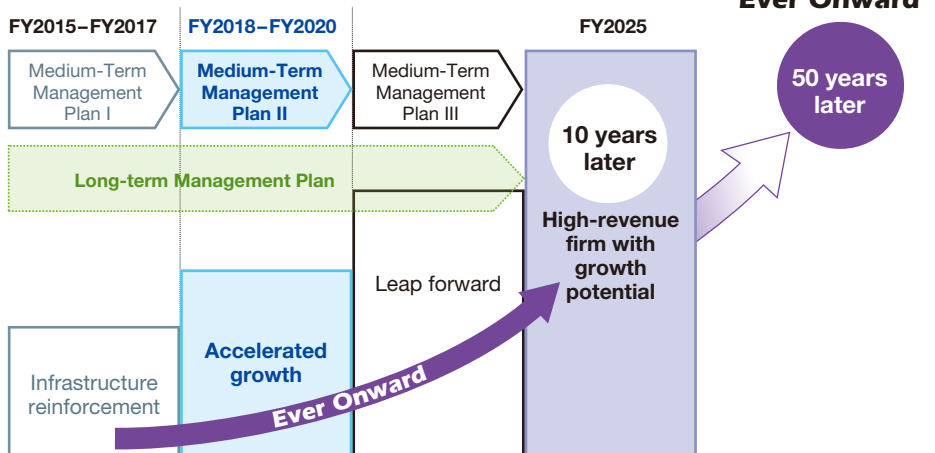 Ever Onward
FY2015–FY2017
FY2018–FY2020
FY2025
Medium-Term
Management
Plan I
Medium-Term
Management
Plan II
Medium-Term
Management
Plan III
10 years
later
50 years
later
Long-term Management Plan
High-revenue
firm with
growth
potential
Leap forward
Accelerated
growth
Infrastructure
reinforcement
Ever Onward